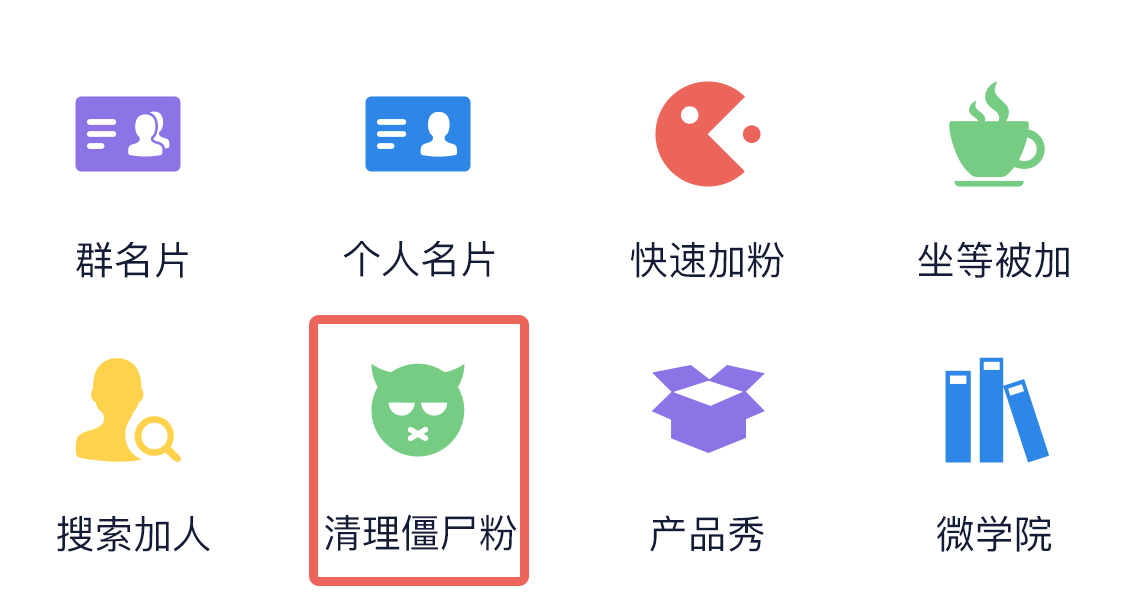 群名片
个人名片
快速加粉
坐等被加
搜索加人
清理僵尸粉
产品秀
微学院